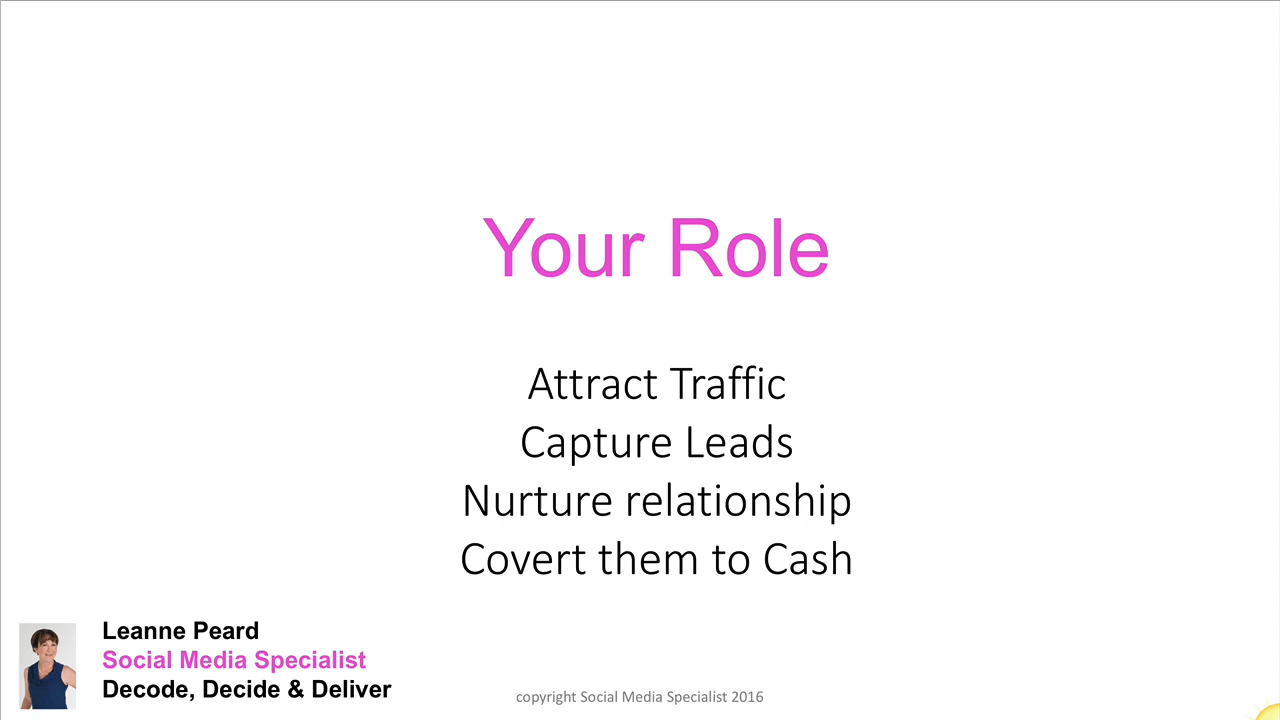 Your Role
Attract Traffic
Capture Leads
Nurture relationship
Covert them to Cash
Leanne Peard
Social Media Specialist
Decode, Decide & Deliver
copyright Social Media Specialist 2016